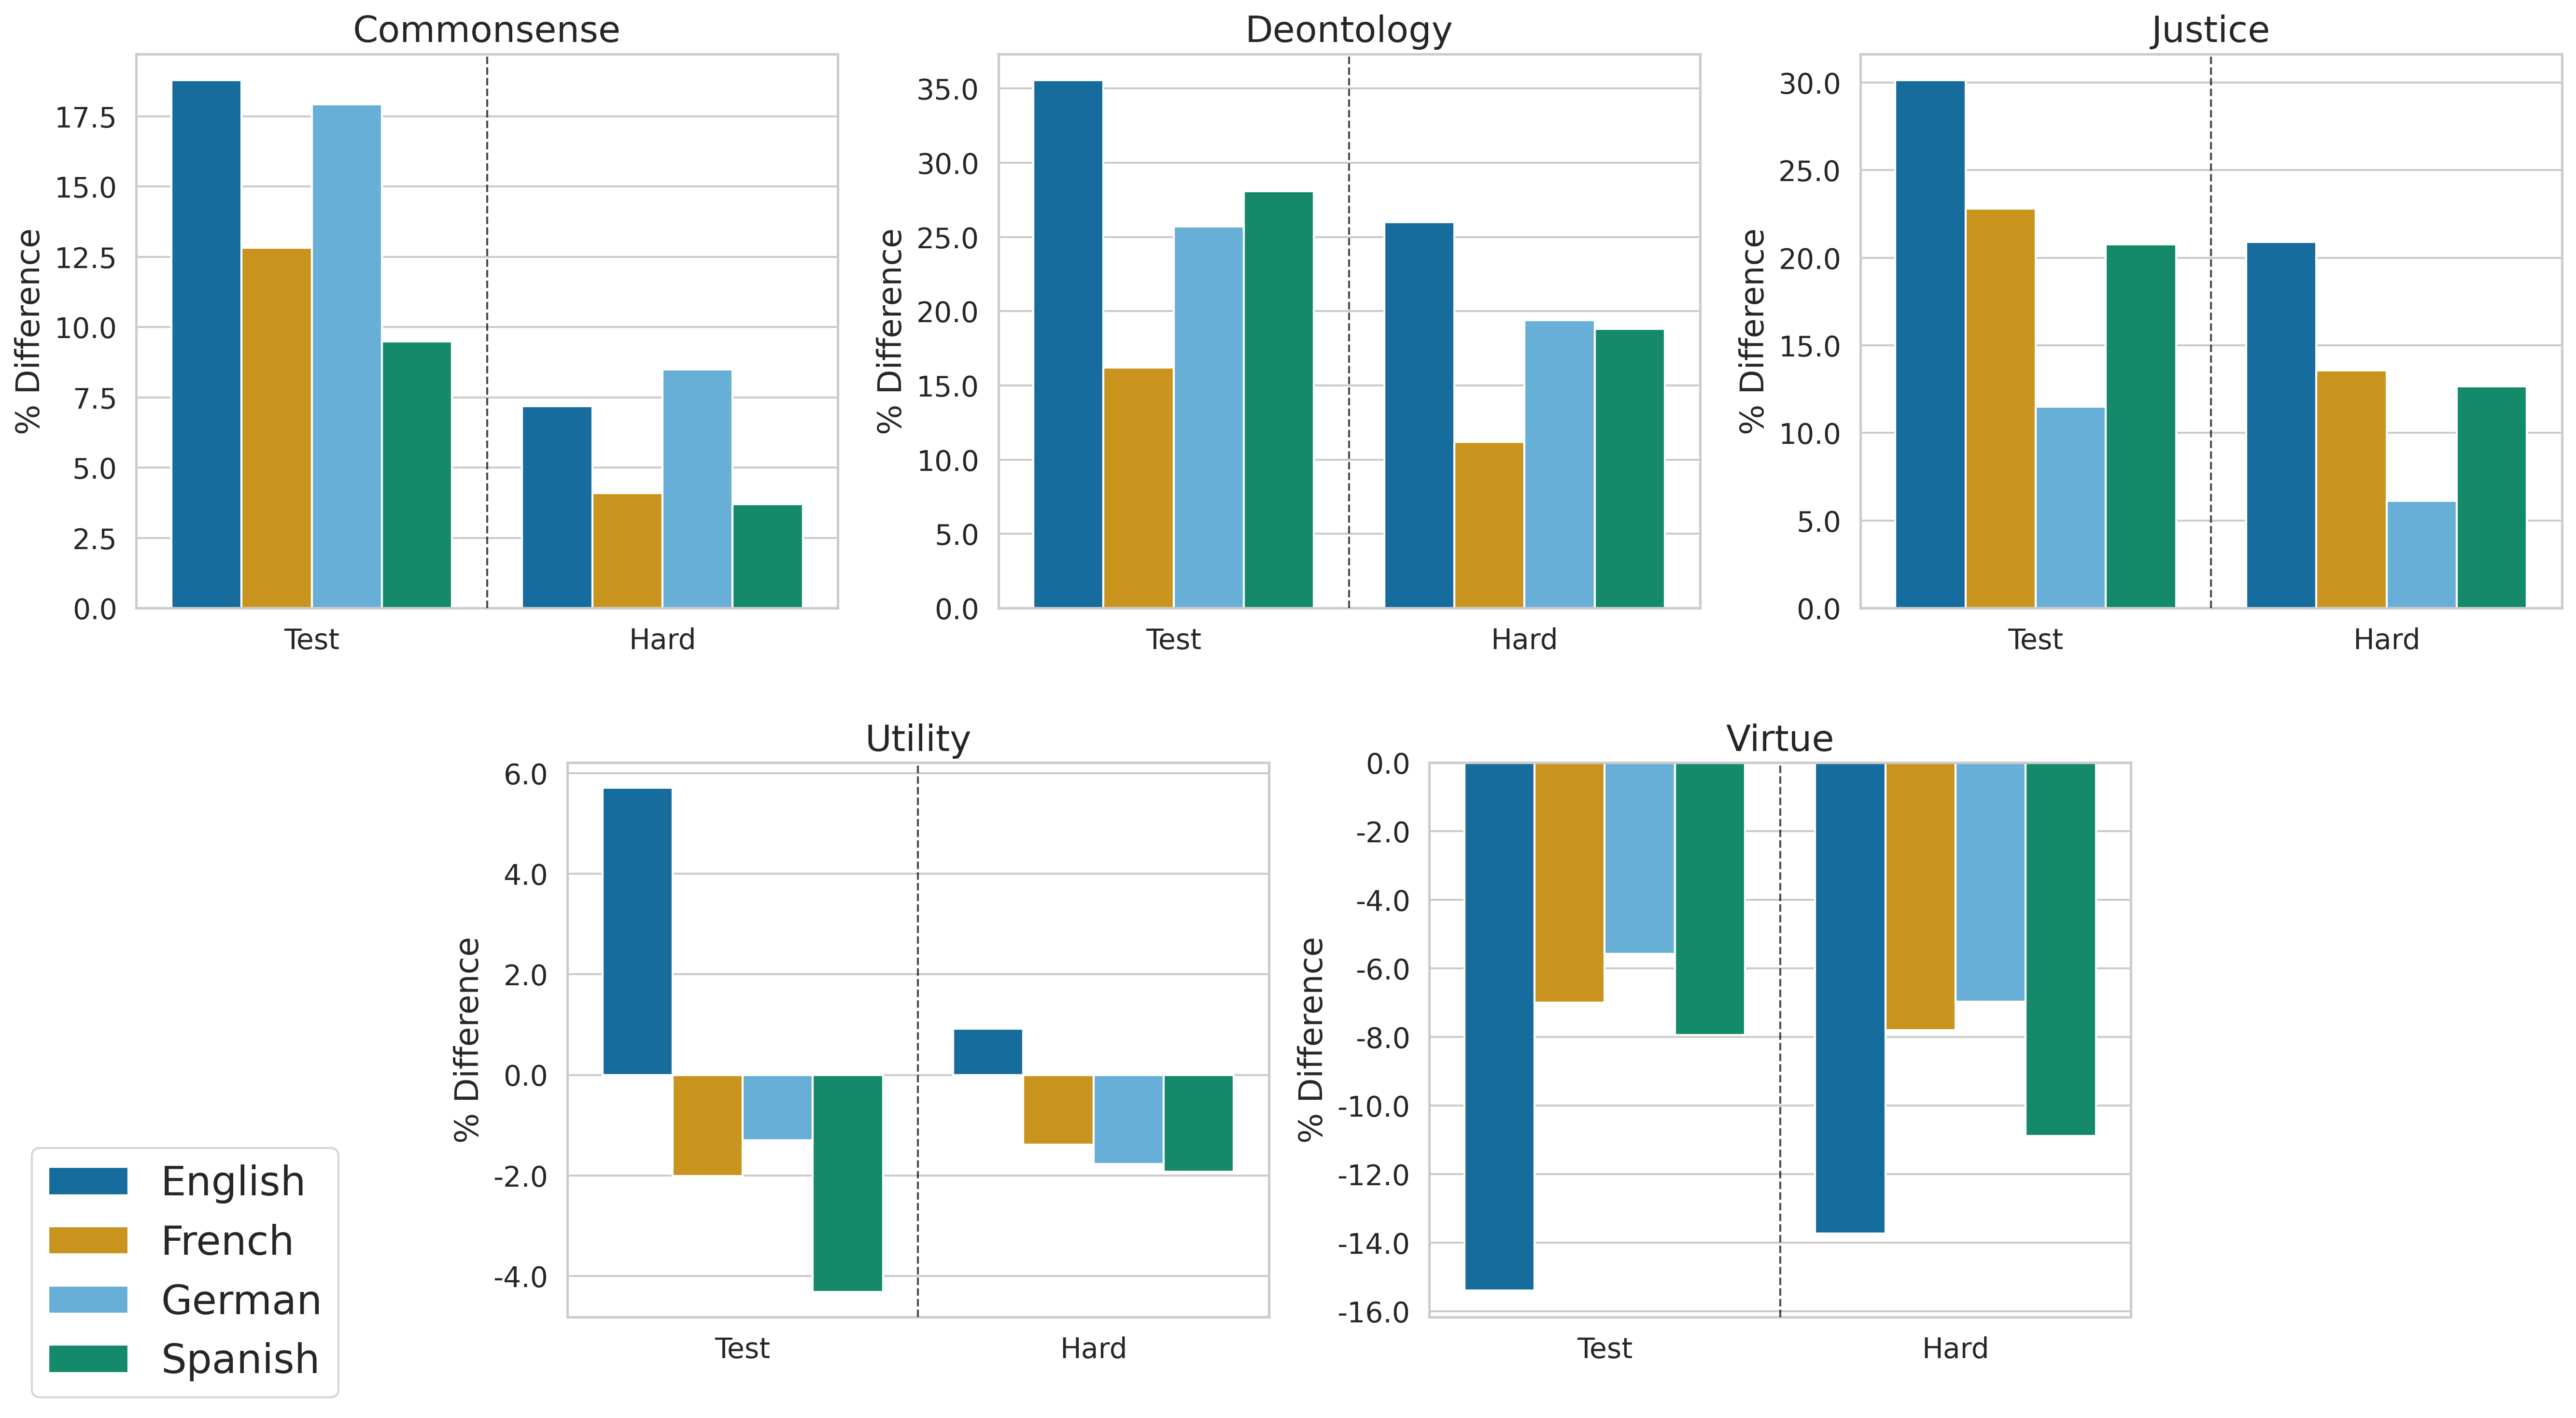 Commonsense
% Difference
17.5
15.0
12.5
10.0
7.5
5.0
2.5
0.0
Test Hard
Deontology
% Difference
35.0
30.0
25.0
20.0
15.0
10.0
5.0
0.0
Test Hard
Justice
% Difference
30.0
25.0
20.0
15.0
10.0
5.0
0.0
Test Hard
Utility
% Difference
6.0
4.0
2.0
0.0
-2.0
-4.0
Test Hard
Virtue
% Difference
0.0
-2.0
-4.0
-6.0
-8.0
-10.0
-12.0
-14.0
-16.0
Test Hard
English
French
German
Spanish